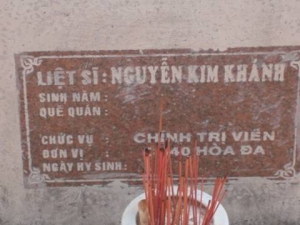 LIỆT SĨ: NGUYỄN KIM KHÁNH
SINH NĂM :
QUÊ QUÁN :
CHỨC VỤ : CHÍNH TRỊ VIÊN
ĐƠN VỊ : 40 HÒA ĐA
NGÀY HY SINH: